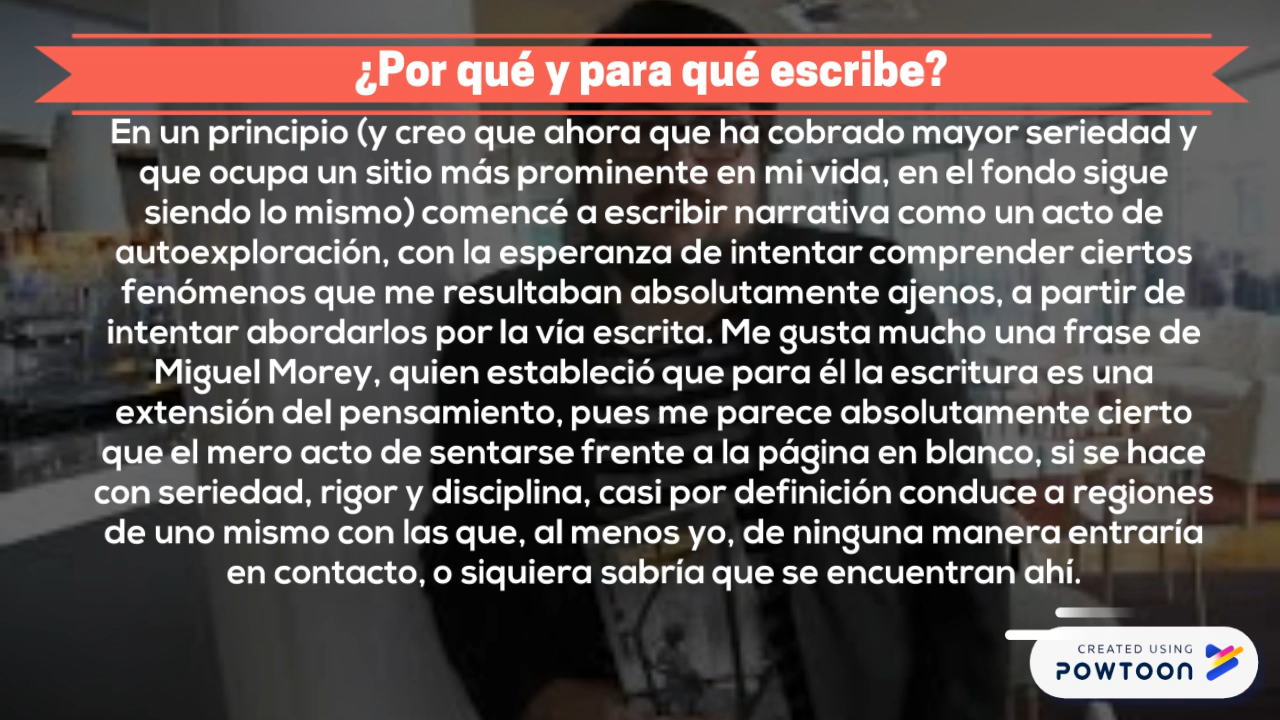 ¿Por qué y para qué escribe?
En un principio (y creo que ahora que ha cobrado mayor seriedad y
que ocupa un sitio más prominente en mi vida, en el fondo sigue
siendo lo mismo) comencé a escribir narrativa como un acto de
autoexploración, con la esperanza de intentar comprender ciertos
fenómenos que me resultaban absolutamente ajenos, a partir de
intentar abordarlos por la vía escrita. Me gusta mucho una frase de
Miguel Morey, quien estableció que para él la escritura es una
extensión del pensamiento, pues me parece absolutamente cierto
que el mero acto de sentarse frente a la página en blanco, si se hace
con seriedad, rigor y disciplina, casi por definición conduce a regiones
de uno mismo con las que, al menos yo, de ninguna manera entraría
en contacto, o siquiera sabría que se encuentran ahí.
CREATED USING
POWTOON